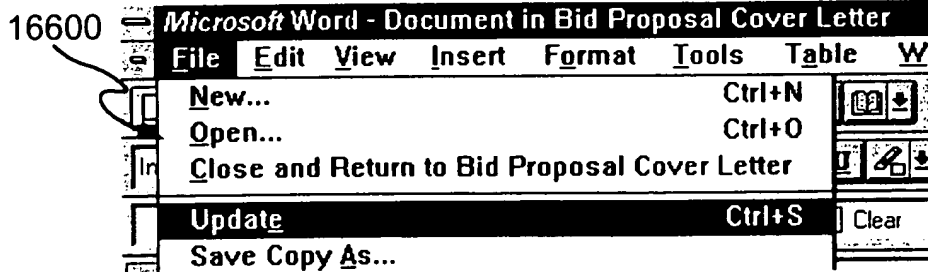 16600
Microsoft Word - Document in Bid Proposal Cover Letter
File Edit View Insert Format Tools Table W
New... Ctrl+N
Open... Ctrl+O
Close and Return to Bid Proposal Cover Letter
In
Update Ctrl+S
Clear
Save Copy As...